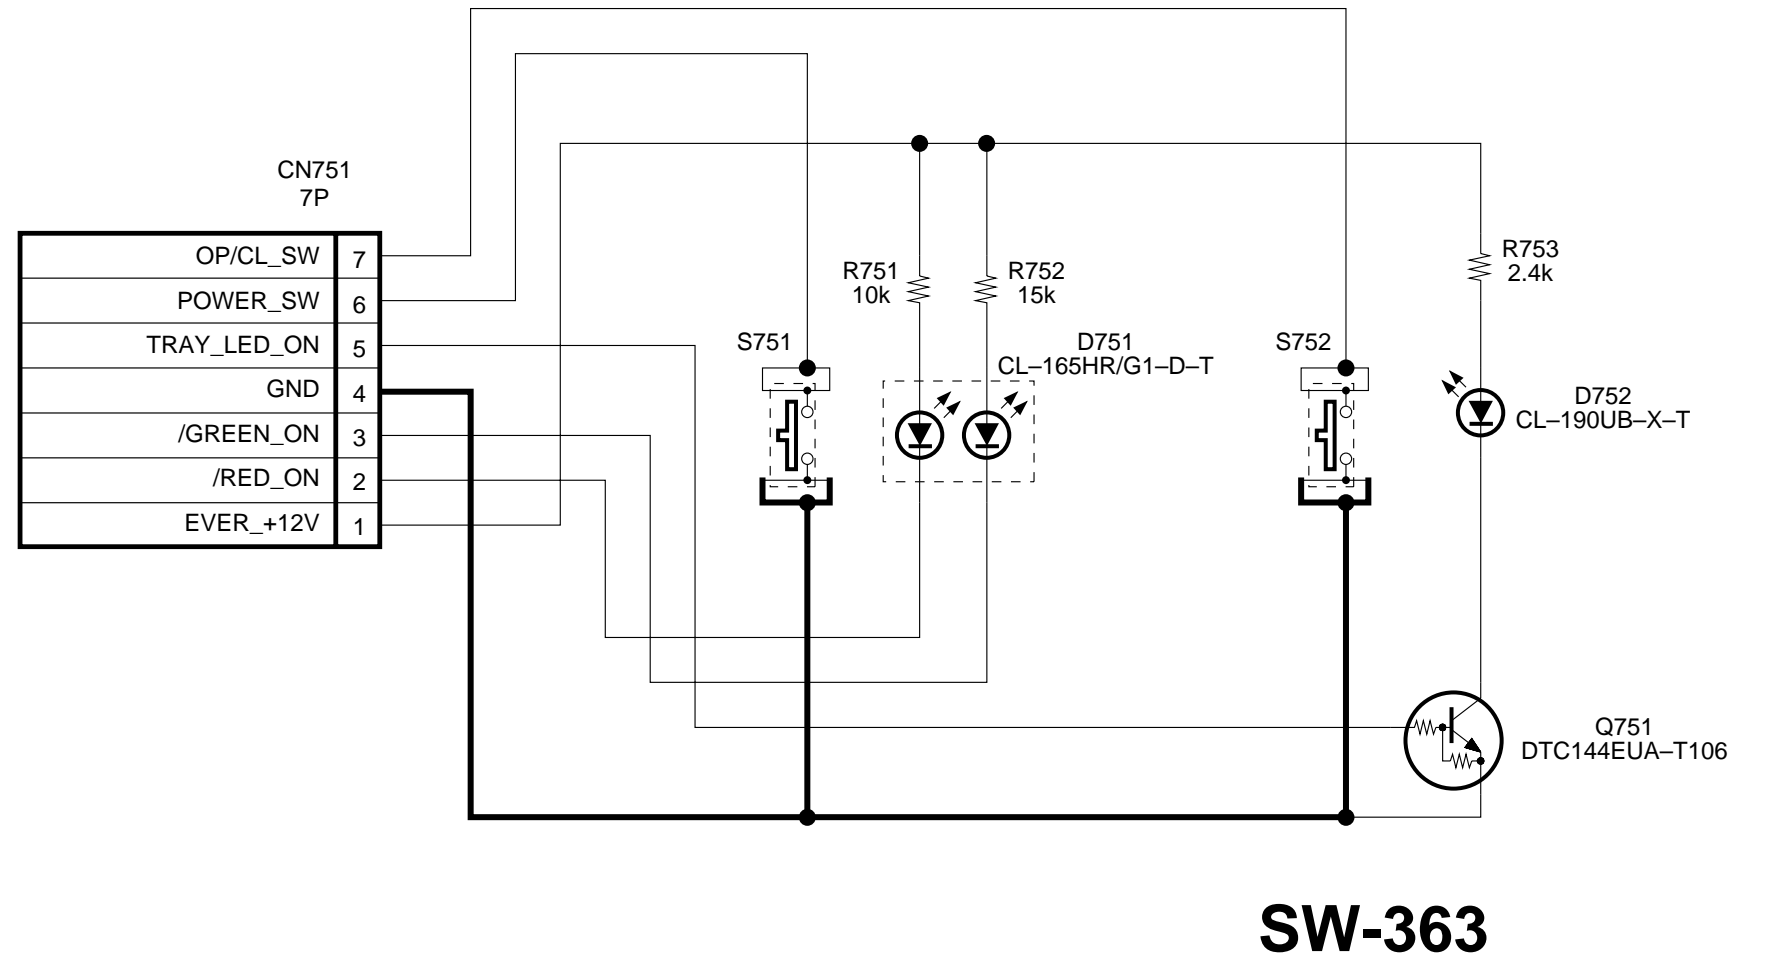 CN751
7P
OP/CL_SW 7
POWER_SW 6
TRAY_LED_ON 5
GND 4
/GREEN_ON 3
/RED_ON 2
EVER_+12V 1
S751
R751
10k
R752
15k
D751
CL–165HR/G1–D–T
S752
R753
2.4k
D752
CL–190UB–X–T
Q751
DTC144EUA–T106
SW-363